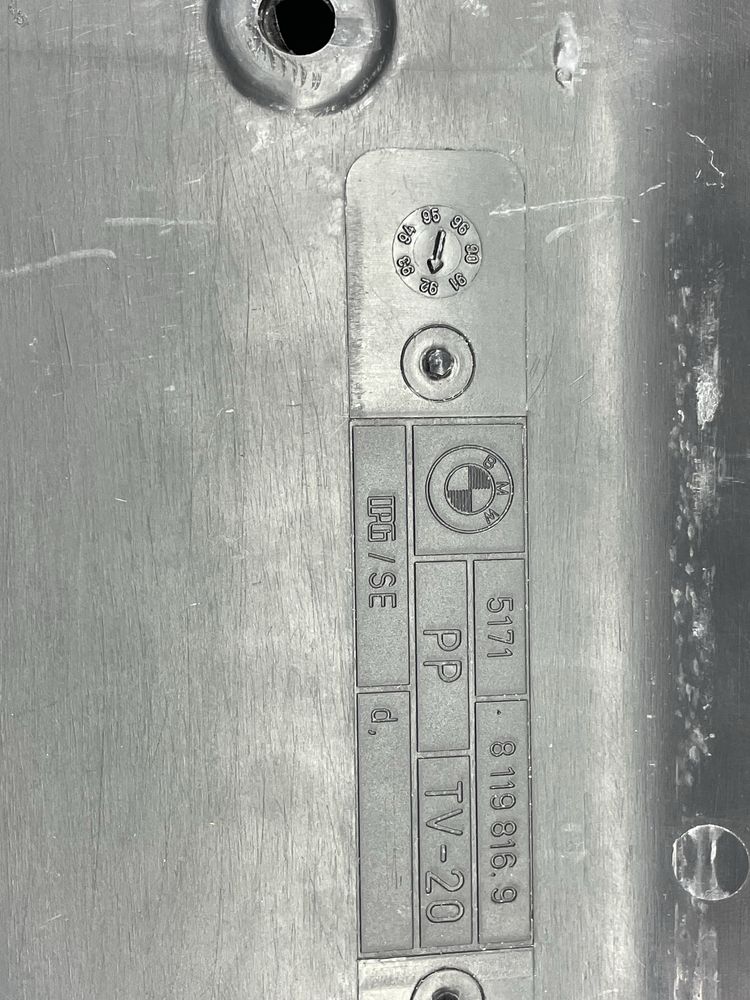 95 96 90 91 92 93 94
BMW
5171 · 8 119 816.9
PP TV-20
/ SE d,